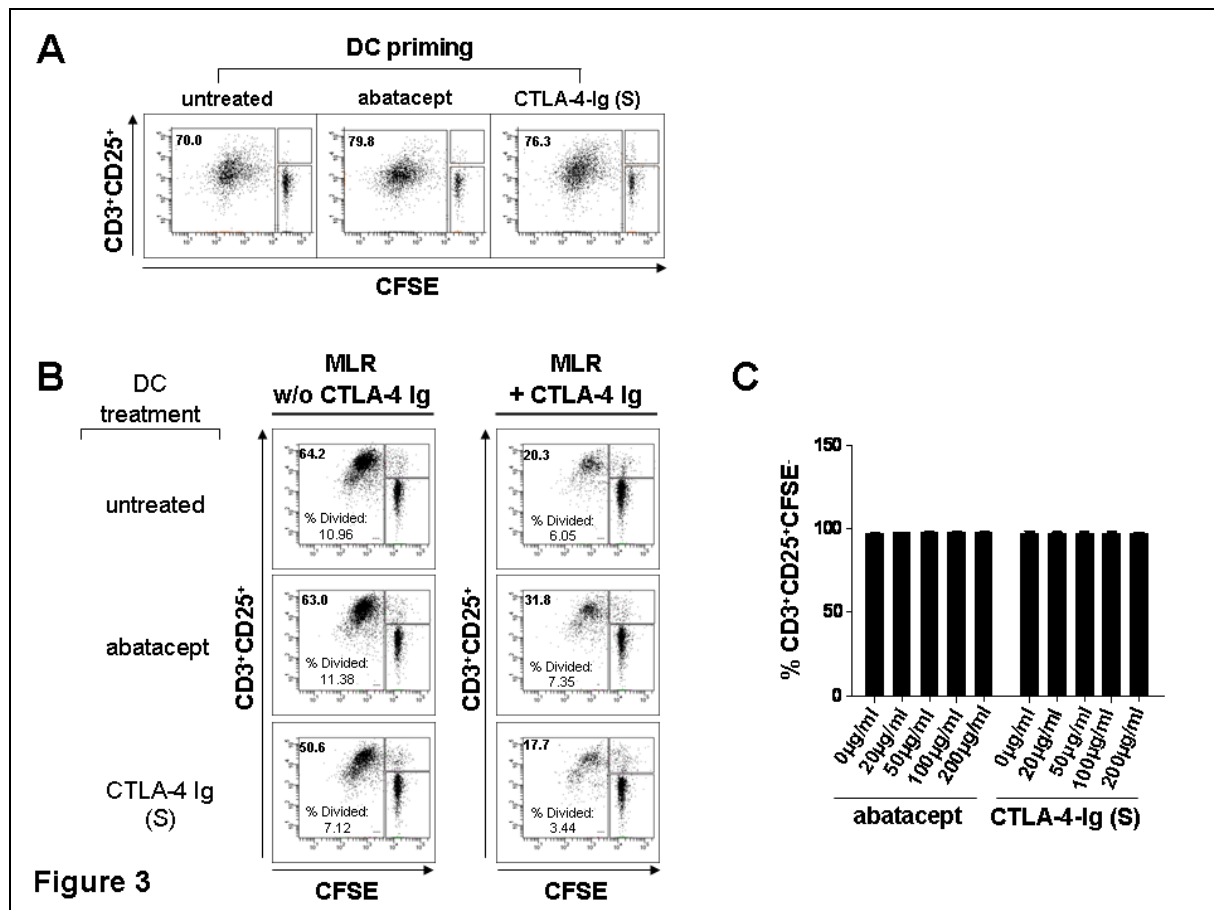 A
DC priming
untreated abatacept CTLA-4-Ig (S)
70.0 79.8 76.3
CD3+CD25+
CFSE
B
DC
treatment
MLR
w/o CTLA-4 Ig
MLR
+ CTLA-4 Ig
untreated
64.2
% Divided:
10.96
20.3
% Divided:
6.05
abatacept
63.0
% Divided:
11.38
31.8
% Divided:
7.35
CTLA-4 Ig
(S)
50.6
% Divided:
7.12
17.7
% Divided:
3.44
CD3+CD25+
CD3+CD25+
CFSE CFSE
C
% CD3+CD25+CFSE-
150
100
50
0
0µg/ml 20µg/ml 50µg/ml 100µg/ml 200µg/ml 0µg/ml 20µg/ml 50µg/ml 100µg/ml 200µg/ml
abatacept CTLA-4-Ig (S)
Figure 3